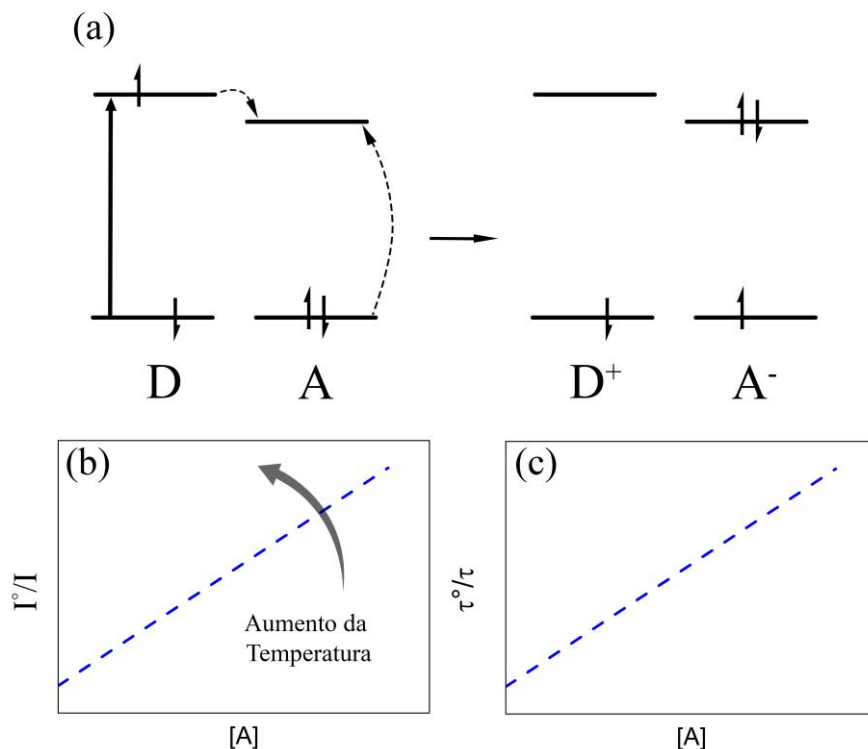 (a)
D
A
D⁺
A⁻
(b)
I°/I
Aumento da
Temperatura
[A]
(c)
τ°/τ
[A]